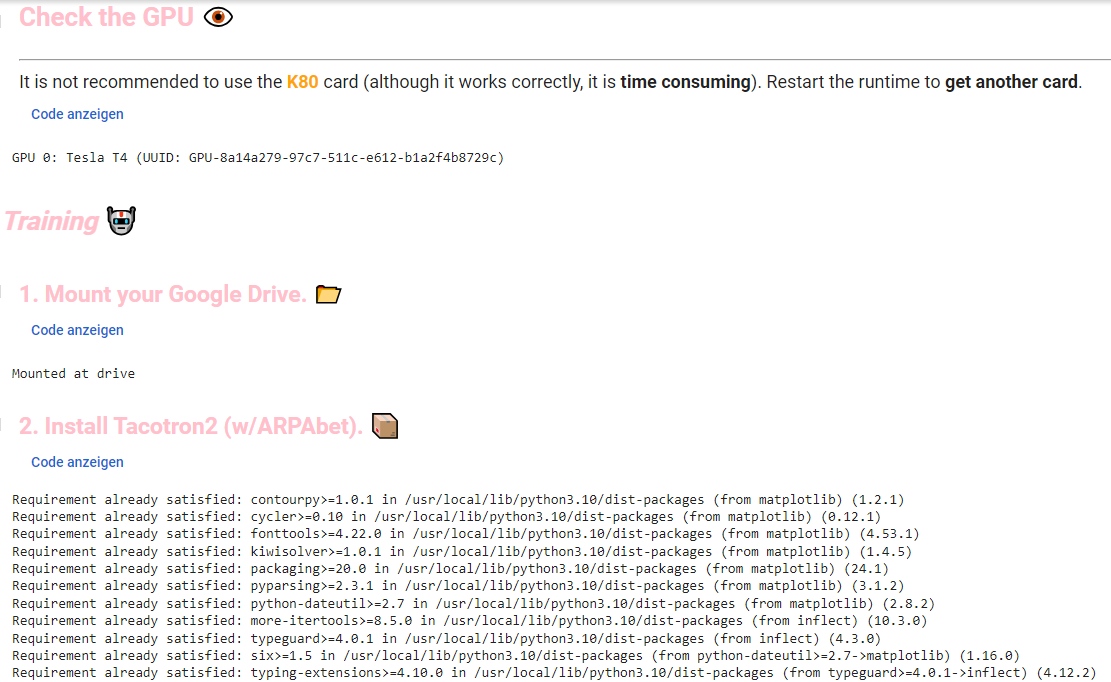 Check the GPU 👁️
It is not recommended to use the K80 card (although it works correctly, it is time consuming). Restart the runtime to get another card.
Code anzeigen
GPU 0: Tesla T4 (UUID: GPU-8a14a279-97c7-511c-e612-b1a2f4b8729c)
Training 🤖
1. Mount your Google Drive. 📂
Code anzeigen
Mounted at drive
2. Install Tacotron2 (w/ARPAbet). 📦
Code anzeigen
Requirement already satisfied: contourpy>=1.0.1 in /usr/local/lib/python3.10/dist-packages (from matplotlib) (1.2.1)
Requirement already satisfied: cycler>=0.10 in /usr/local/lib/python3.10/dist-packages (from matplotlib) (0.12.1)
Requirement already satisfied: fonttools>=4.22.0 in /usr/local/lib/python3.10/dist-packages (from matplotlib) (4.53.1)
Requirement already satisfied: kiwisolver>=1.0.1 in /usr/local/lib/python3.10/dist-packages (from matplotlib) (1.4.5)
Requirement already satisfied: packaging>=20.0 in /usr/local/lib/python3.10/dist-packages (from matplotlib) (24.1)
Requirement already satisfied: pyparsing>=2.3.1 in /usr/local/lib/python3.10/dist-packages (from matplotlib) (3.1.2)
Requirement already satisfied: python-dateutil>=2.7 in /usr/local/lib/python3.10/dist-packages (from matplotlib) (2.8.2)
Requirement already satisfied: more-itertools>=8.5.0 in /usr/local/lib/python3.10/dist-packages (from inflect) (10.3.0)
Requirement already satisfied: typeguard>=4.0.1 in /usr/local/lib/python3.10/dist-packages (from inflect) (4.3.0)
Requirement already satisfied: six>=1.5 in /usr/local/lib/python3.10/dist-packages (from python-dateutil>=2.7->matplotlib) (1.16.0)
Requirement already satisfied: typing-extensions>=4.10.0 in /usr/local/lib/python3.10/dist-packages (from typeguard>=4.0.1->inflect) (4.12.2)